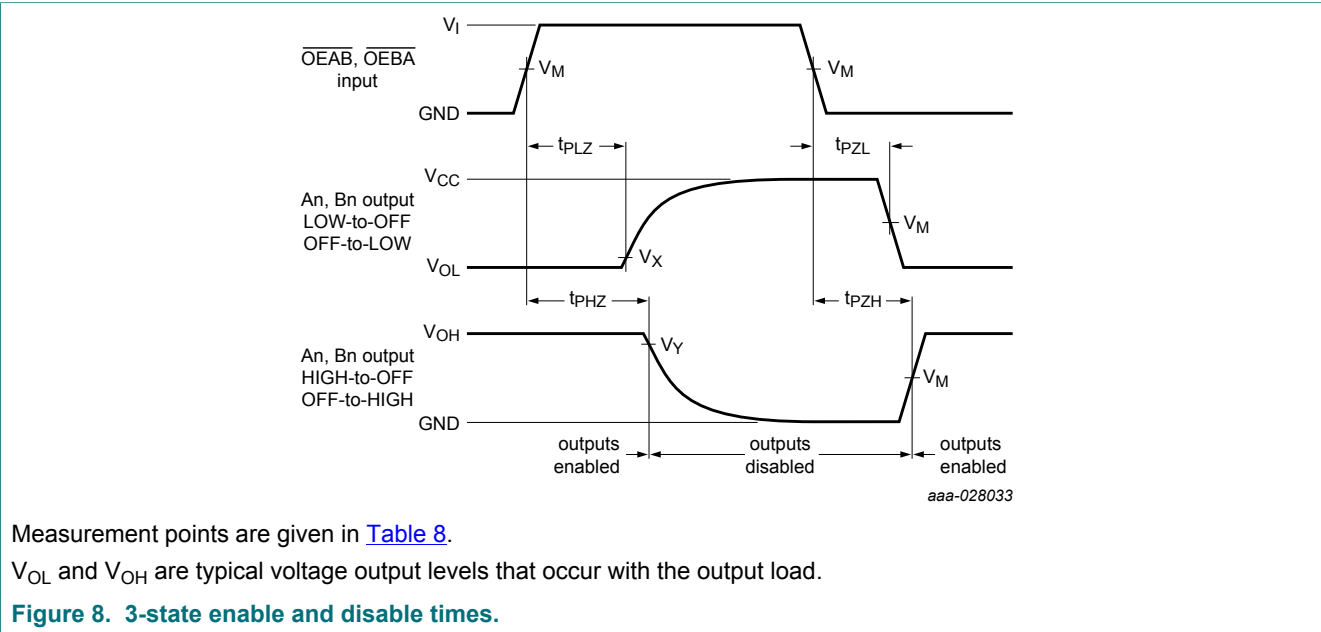 V_I
OEAB, OEBA
input
V_M
V_M
GND
t_PLZ
t_PZL
V_CC
An, Bn output
LOW-to-OFF
OFF-to-LOW
V_M
V_X
V_OL
t_PHZ
t_PZH
V_OH
V_Y
An, Bn output
HIGH-to-OFF
OFF-to-HIGH
V_M
GND
outputs
enabled
outputs
disabled
outputs
enabled
aaa-028033
Measurement points are given in Table 8.
V_OL and V_OH are typical voltage output levels that occur with the output load.
Figure 8. 3-state enable and disable times.